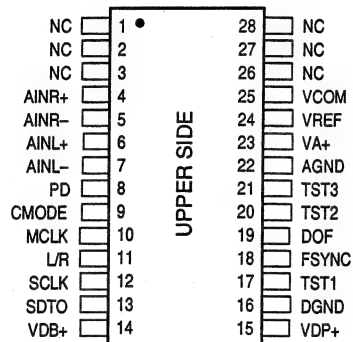 NC 1 28 NC
NC 2 27 NC
NC 3 26 NC
AINR+ 4 25 VCOM
AINR– 5 24 VREF
AINL+ 6 23 VA+
AINL– 7 22 AGND
PD 8 21 TST3
CMODE 9 20 TST2
MCLK 10 19 DOF
L/R 11 18 FSYNC
SCLK 12 17 TST1
SDTO 13 16 DGND
VDB+ 14 15 VDP+
UPPER SIDE